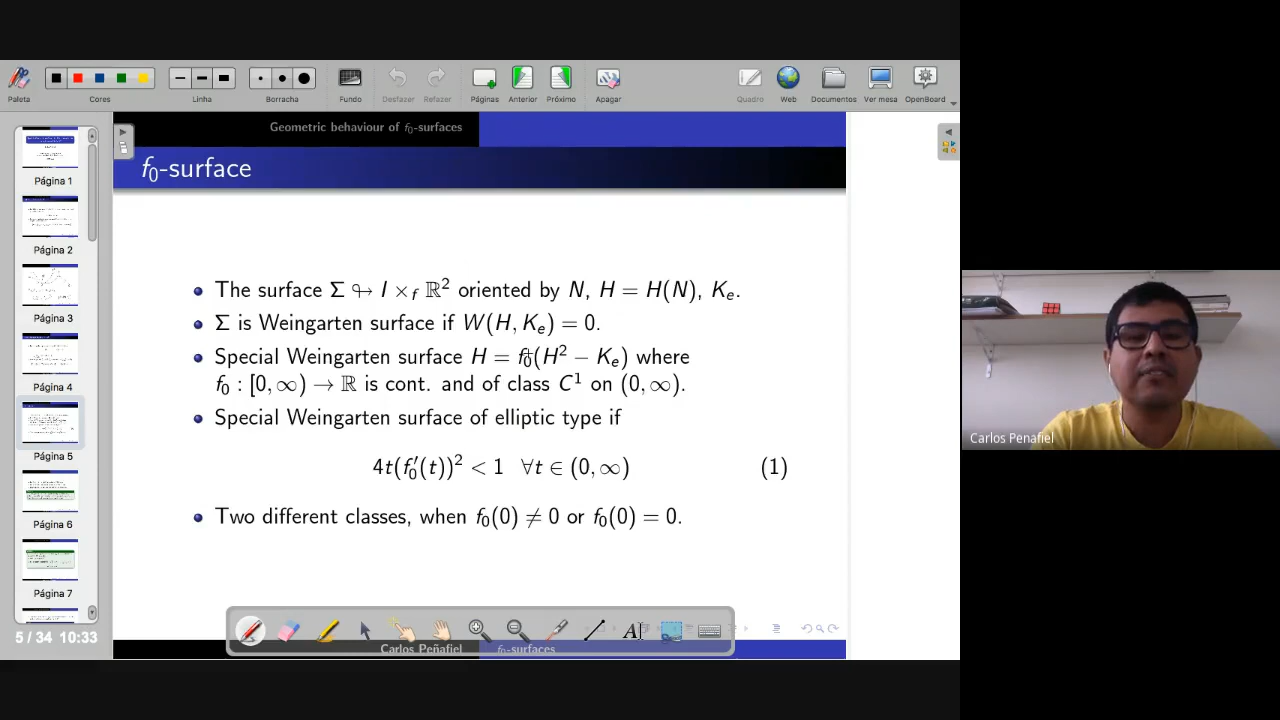 Paleta
Cores
Linha
Borracha
Fundo
Desfazer
Refazer
Páginas
Anterior
Próximo
Apagar
Quadro
Web
Documentos
Ver mesa
OpenBoard
Página 1
Página 2
Página 3
Página 4
Página 5
Página 6
Página 7
5 / 34 10:33
Geometric behaviour of f₀-surfaces
f₀-surface
The surface Σ ↬ I ×_f ℝ² oriented by N, H = H(N), Kₑ.
Σ is Weingarten surface if W(H, Kₑ) = 0.
Special Weingarten surface H = f₀(H² − Kₑ) where
f₀ : [0, ∞) → ℝ is cont. and of class C¹ on (0, ∞).
Special Weingarten surface of elliptic type if
4t(f₀′(t))² < 1 ∀t ∈ (0, ∞) (1)
Two different classes, when f₀(0) ≠ 0 or f₀(0) = 0.
Carlos Peñafiel f₀-surfaces
Carlos Penafiel